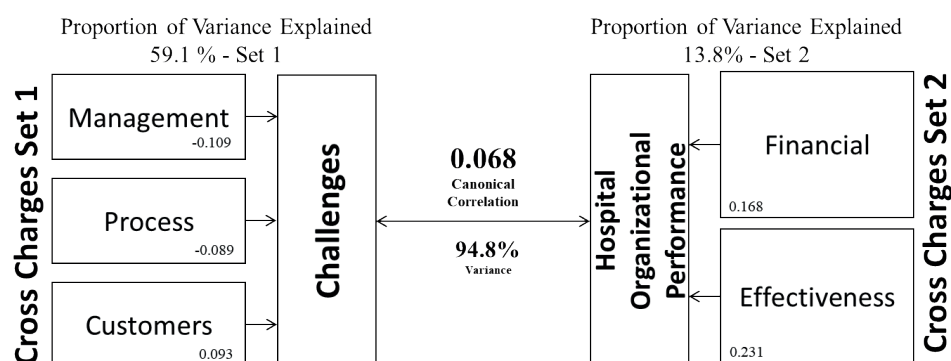 Proportion of Variance Explained
59.1 % - Set 1
Proportion of Variance Explained
13.8% - Set 2
Cross Charges Set 1
Management
-0.109
Process
-0.089
Customers
0.093
Challenges
0.068
Canonical
Correlation
94.8%
Variance
Hospital
Organizational
Performance
Financial
0.168
Effectiveness
0.231
Cross Charges Set 2